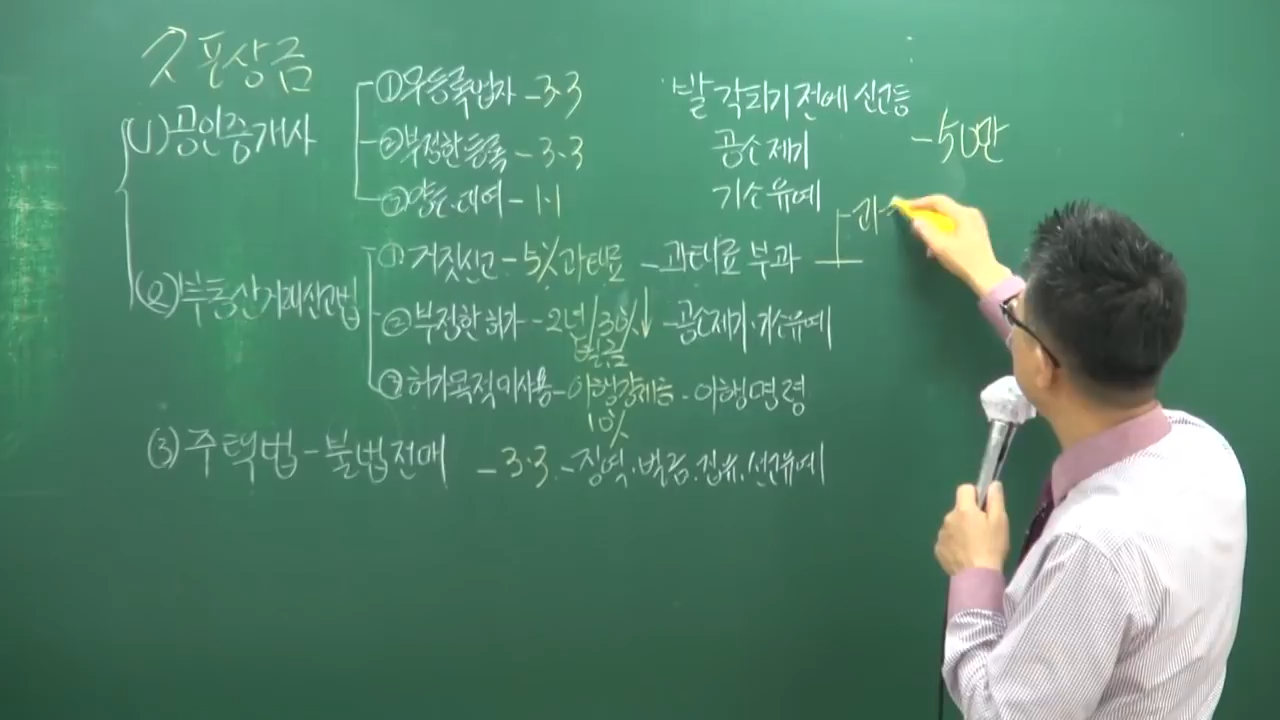 포상금
(1) 공인중개사
① 무등록업자 - 3·3
② 부정한 등록 - 3·3
③ 양도·대여 - 1·1
발각되기 전에 신고등
공소제기
기소유예
- 50만
(2) 부동산거래신고법
① 거짓신고 - 5% 과태료 - 과태료 부과
과
② 부정한 허가 - 2년/30%↓ - 공소제기·기소유예
벌금
③ 허가목적 미사용 - 이행강제금 - 이행명령
10%
(3) 주택법 - 불법전매 - 3·3 - 징역·벌금·집유·선고유예